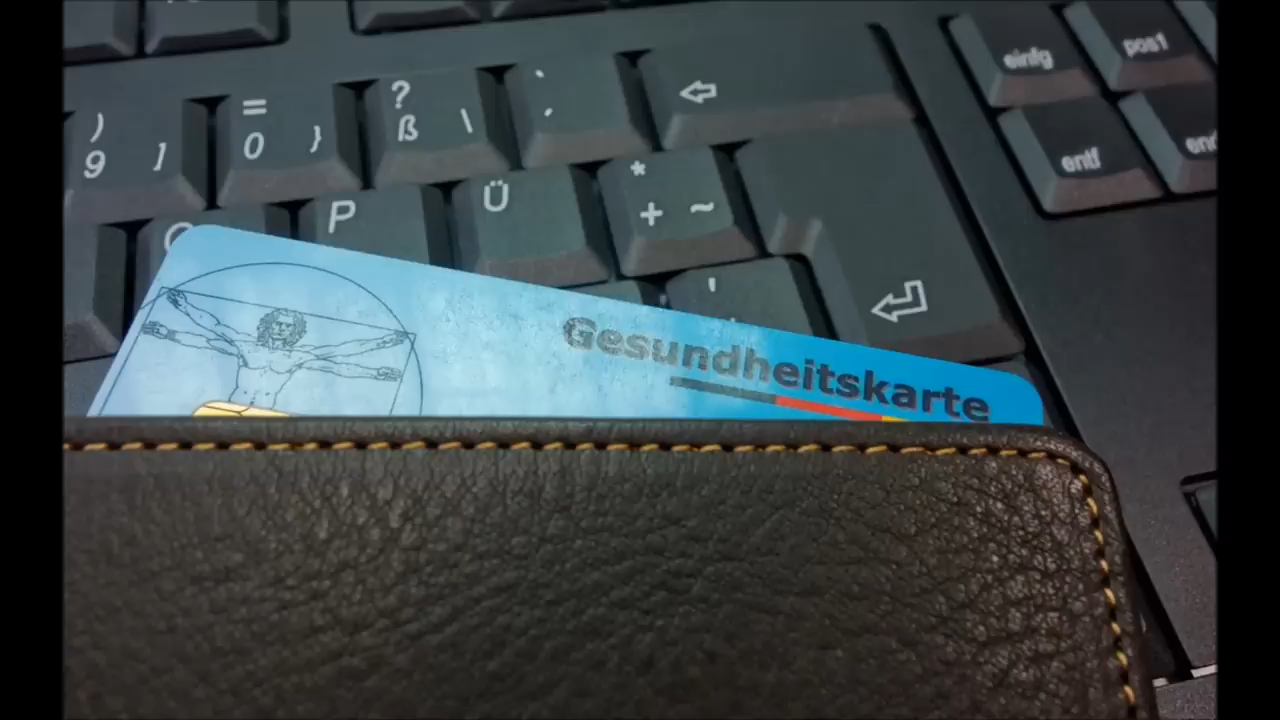 einfg pos1
) 9 ]
= 0 }
? ß \
` ´
entf
P
Ü
* + ~
'
Gesundheitskarte